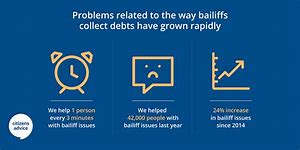 Problems related to the way bailiffs
collect debts have grown rapidly
We help 1 person
every 3 minutes
with bailiff issues
We helped
42,000 people with
bailiff issues last year
24% increase
in bailiff issues
since 2014
citizens
advice